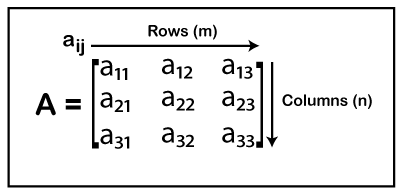 Rows (m)
aij
a11 a12 a13
A = a21 a22 a23 Columns (n)
a31 a32 a33